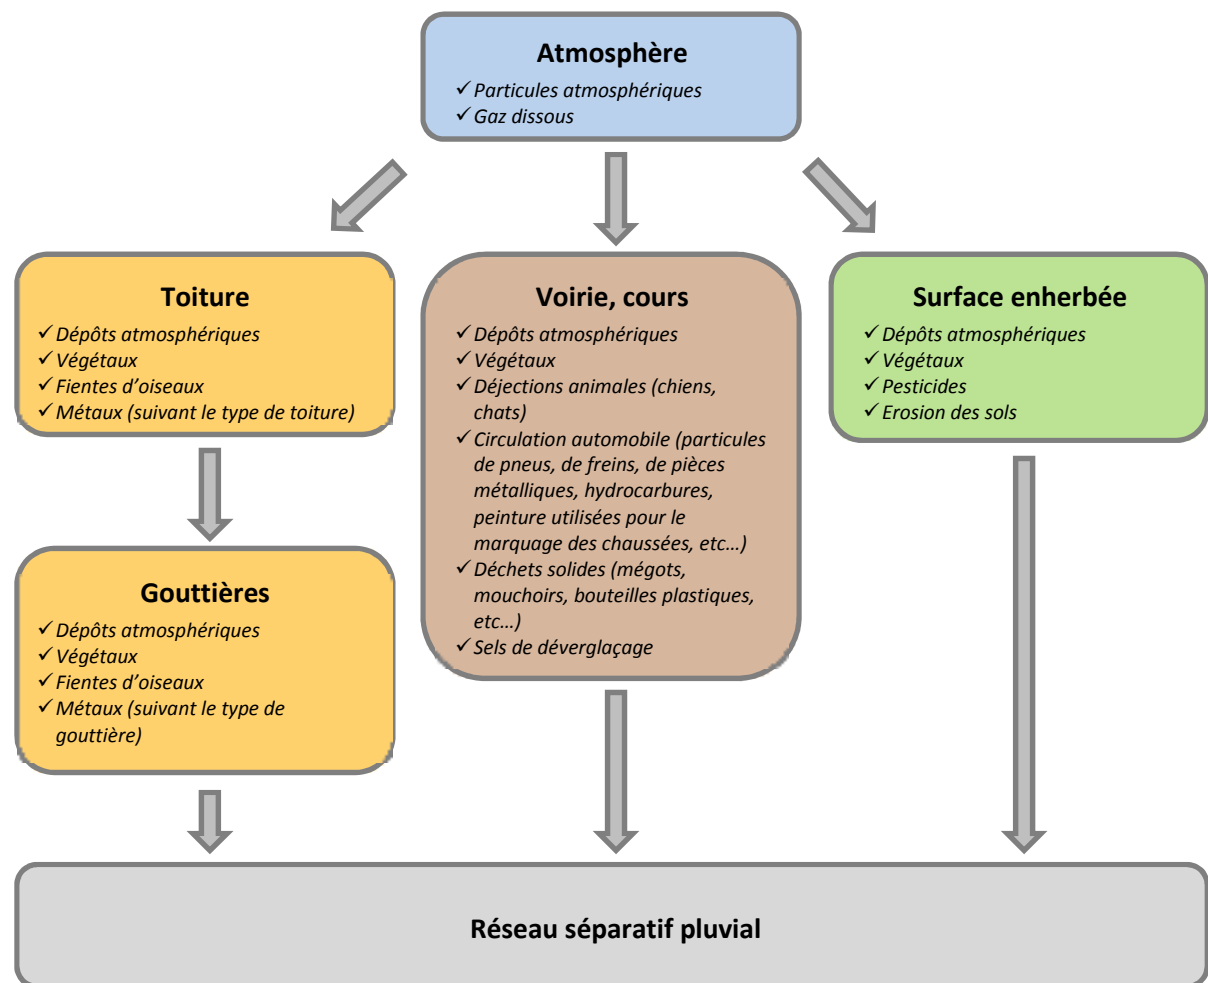 Atmosphère
✓ Particules atmosphériques
✓ Gaz dissous
Toiture
✓ Dépôts atmosphériques
✓ Végétaux
✓ Fientes d'oiseaux
✓ Métaux (suivant le type de toiture)
Gouttières
✓ Dépôts atmosphériques
✓ Végétaux
✓ Fientes d'oiseaux
✓ Métaux (suivant le type de
gouttière)
Voirie, cours
✓ Dépôts atmosphériques
✓ Végétaux
✓ Déjections animales (chiens,
chats)
✓ Circulation automobile (particules
de pneus, de freins, de pièces
métalliques, hydrocarbures,
peinture utilisées pour le
marquage des chaussées, etc…)
✓ Déchets solides (mégots,
mouchoirs, bouteilles plastiques,
etc…)
✓ Sels de déverglaçage
Surface enherbée
✓ Dépôts atmosphériques
✓ Végétaux
✓ Pesticides
✓ Erosion des sols
Réseau séparatif pluvial